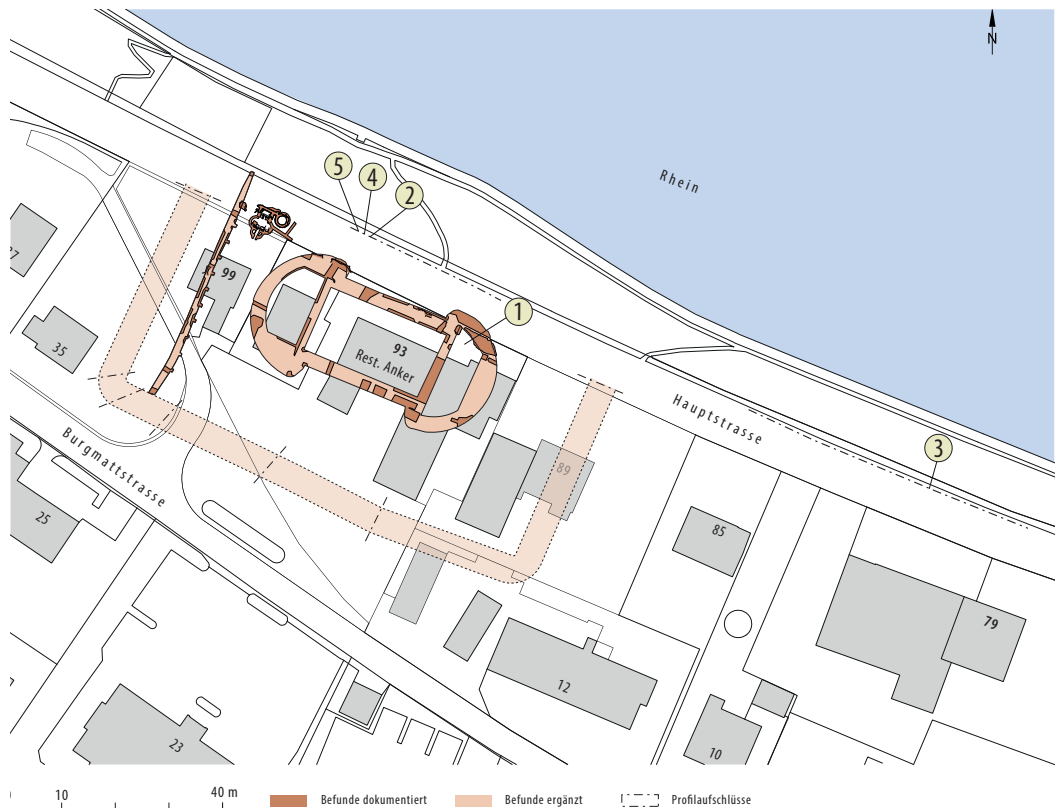 N
Rhein
5
4
2
99
37
35
1
93
Rest. Anker
Hauptstrasse
3
Burgmattstrasse
89
25
85
79
12
23
10
10
40 m
Befunde dokumentiert
Befunde ergänzt
Profilaufschlüsse